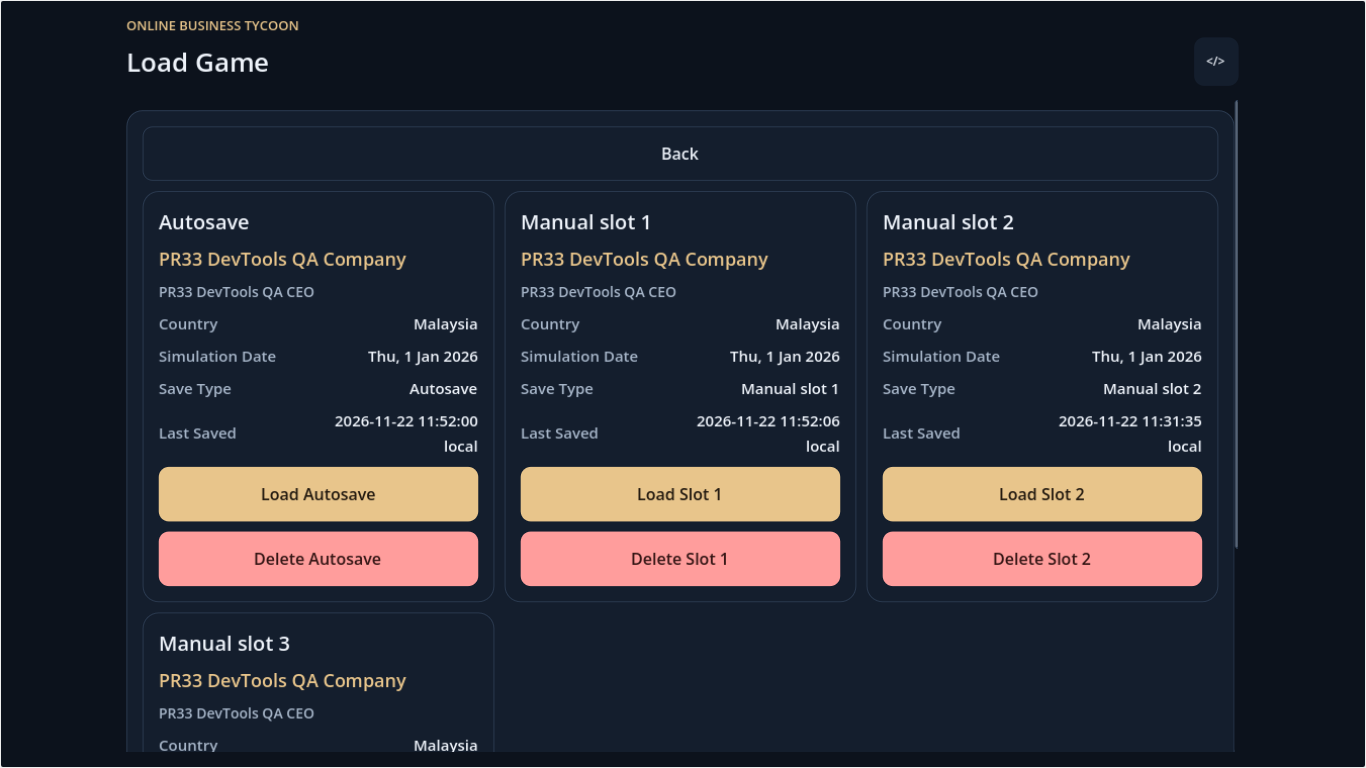 ONLINE BUSINESS TYCOON
Load Game
</>
Back
Autosave
PR33 DevTools QA Company
PR33 DevTools QA CEO
Country Malaysia
Simulation Date Thu, 1 Jan 2026
Save Type Autosave
Last Saved 2026-11-22 11:52:00 local
Load Autosave
Delete Autosave
Manual slot 1
PR33 DevTools QA Company
PR33 DevTools QA CEO
Country Malaysia
Simulation Date Thu, 1 Jan 2026
Save Type Manual slot 1
Last Saved 2026-11-22 11:52:06 local
Load Slot 1
Delete Slot 1
Manual slot 2
PR33 DevTools QA Company
PR33 DevTools QA CEO
Country Malaysia
Simulation Date Thu, 1 Jan 2026
Save Type Manual slot 2
Last Saved 2026-11-22 11:31:35 local
Load Slot 2
Delete Slot 2
Manual slot 3
PR33 DevTools QA Company
PR33 DevTools QA CEO
Country Malaysia